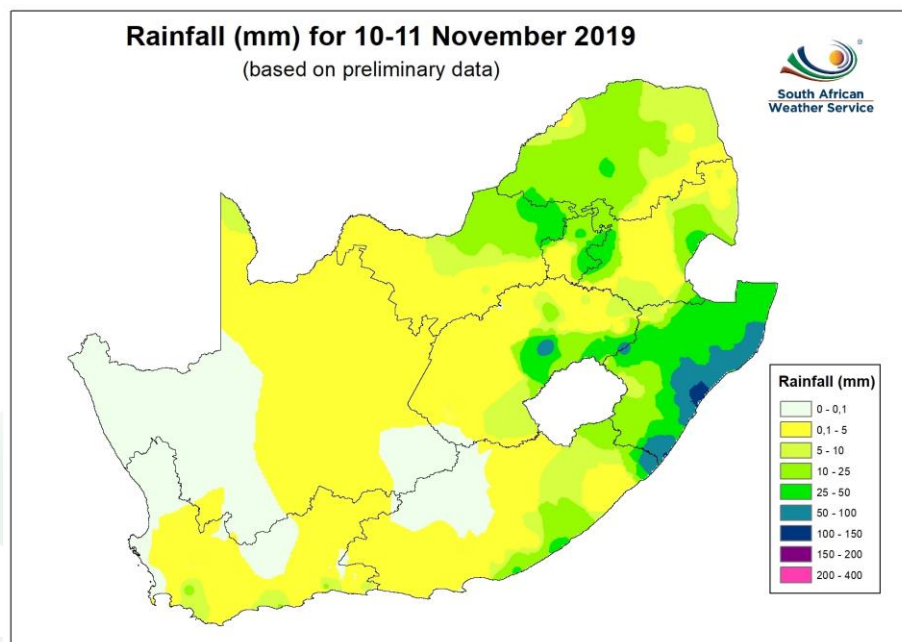 Rainfall (mm) for 10-11 November 2019
(based on preliminary data)
South African
Weather Service
Rainfall (mm)
0 - 0,1
0,1 - 5
5 - 10
10 - 25
25 - 50
50 - 100
100 - 150
150 - 200
200 - 400